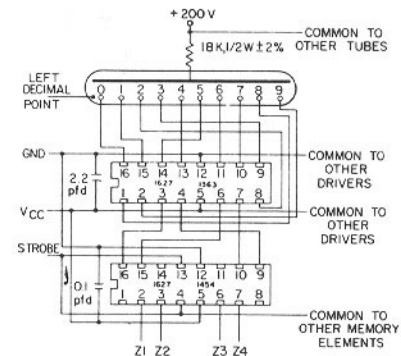 +200 V
COMMON TO
OTHER TUBES
18K, 1/2 W ± 2%
LEFT
DECIMAL
POINT
0 1 2 3 4 5 6 7 8 9
GND
COMMON TO
OTHER
DRIVERS
2.2
pfd
16 15 14 13 12 11 10 9
1627 1363
1 2 3 4 5 6 7 8
VCC
COMMON TO
OTHER
DRIVERS
STROBE
16 15 14 13 12 11 10 9
1627 1454
1 2 3 4 5 6 7 8
0.1
pfd
COMMON TO
OTHER MEMORY
ELEMENTS
Z1 Z2 Z3 Z4